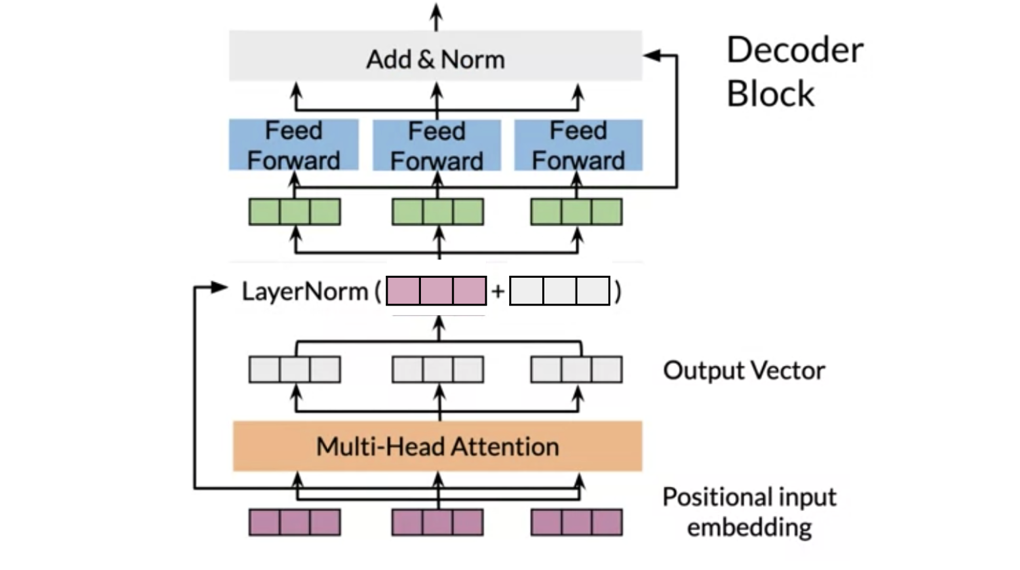 Decoder
Block
Add & Norm
Feed
Forward
Feed
Forward
Feed
Forward
LayerNorm ( + )
Output Vector
Multi-Head Attention
Positional input
embedding